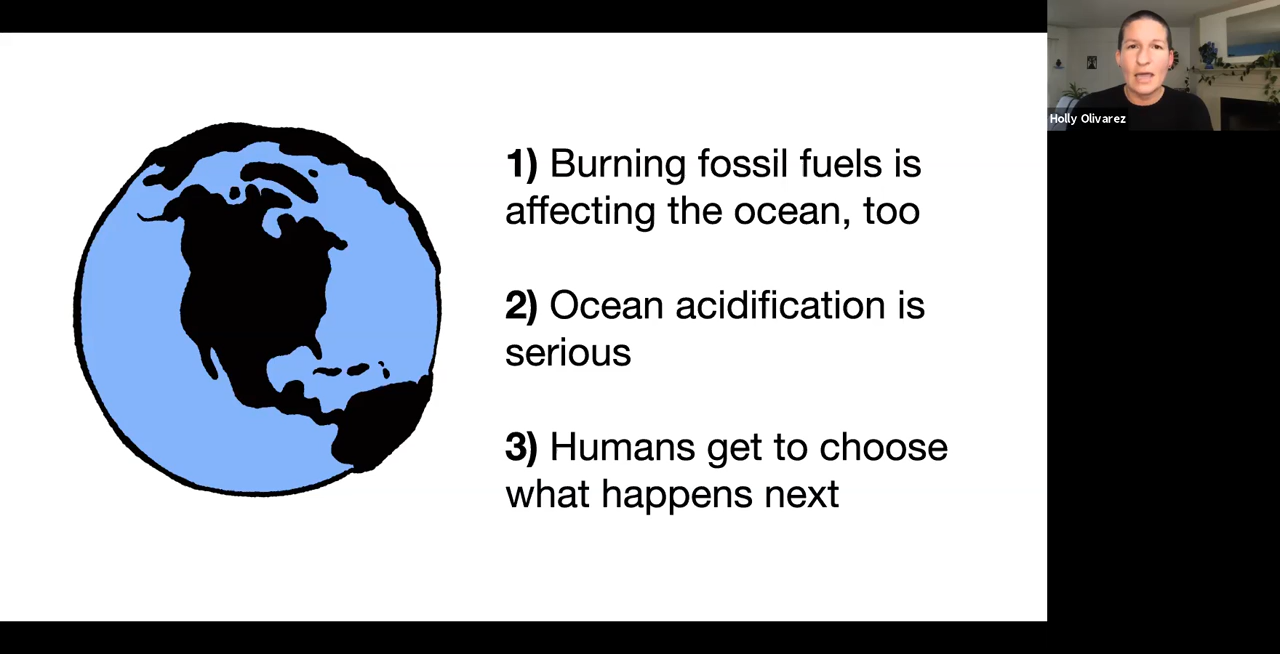 1) Burning fossil fuels is
affecting the ocean, too
2) Ocean acidification is
serious
3) Humans get to choose
what happens next
Holly Olivarez